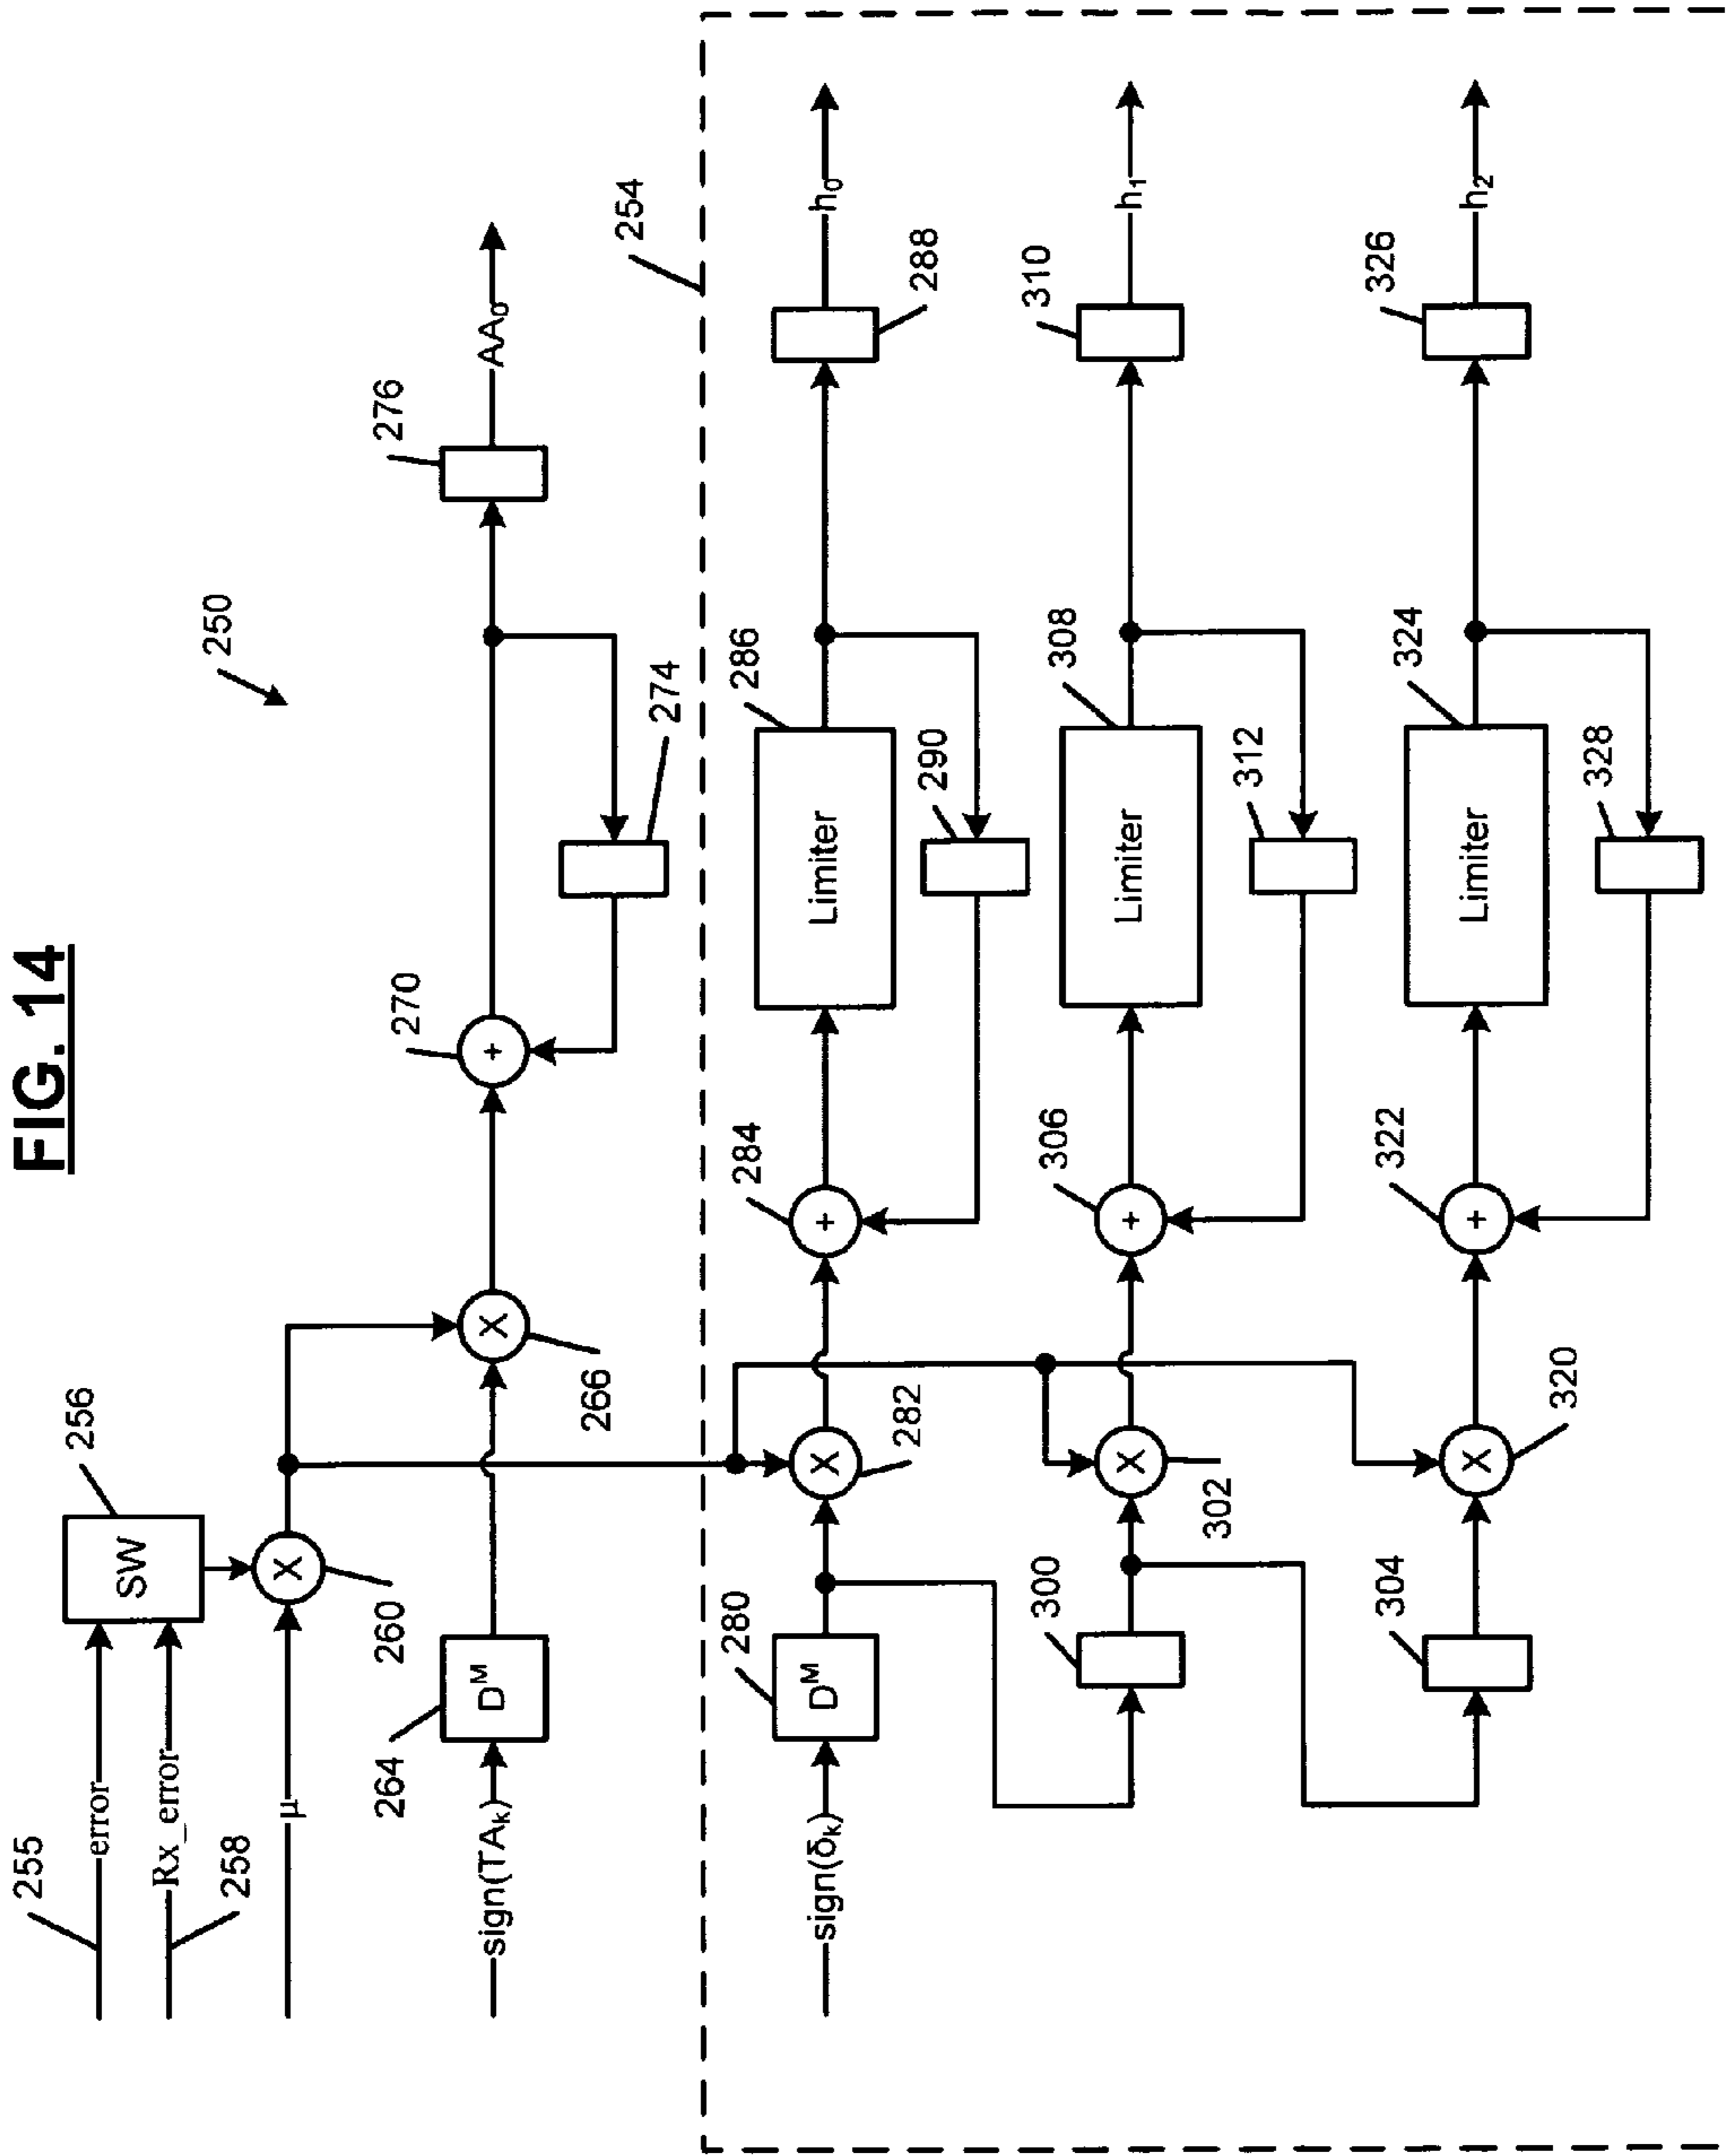 FIG. 14
250
255
error
256
SW
Rx_error
258
μ
260
X
264
sign(TAₖ)
Dᴹ
266
X
270
+
274
276
AA₀
254
280
sign(δₖ)
Dᴹ
282
X
284
+
286
Limiter
290
288
h₀
300
302
X
306
+
308
Limiter
312
310
h₁
304
320
X
322
+
324
Limiter
328
326
h₂